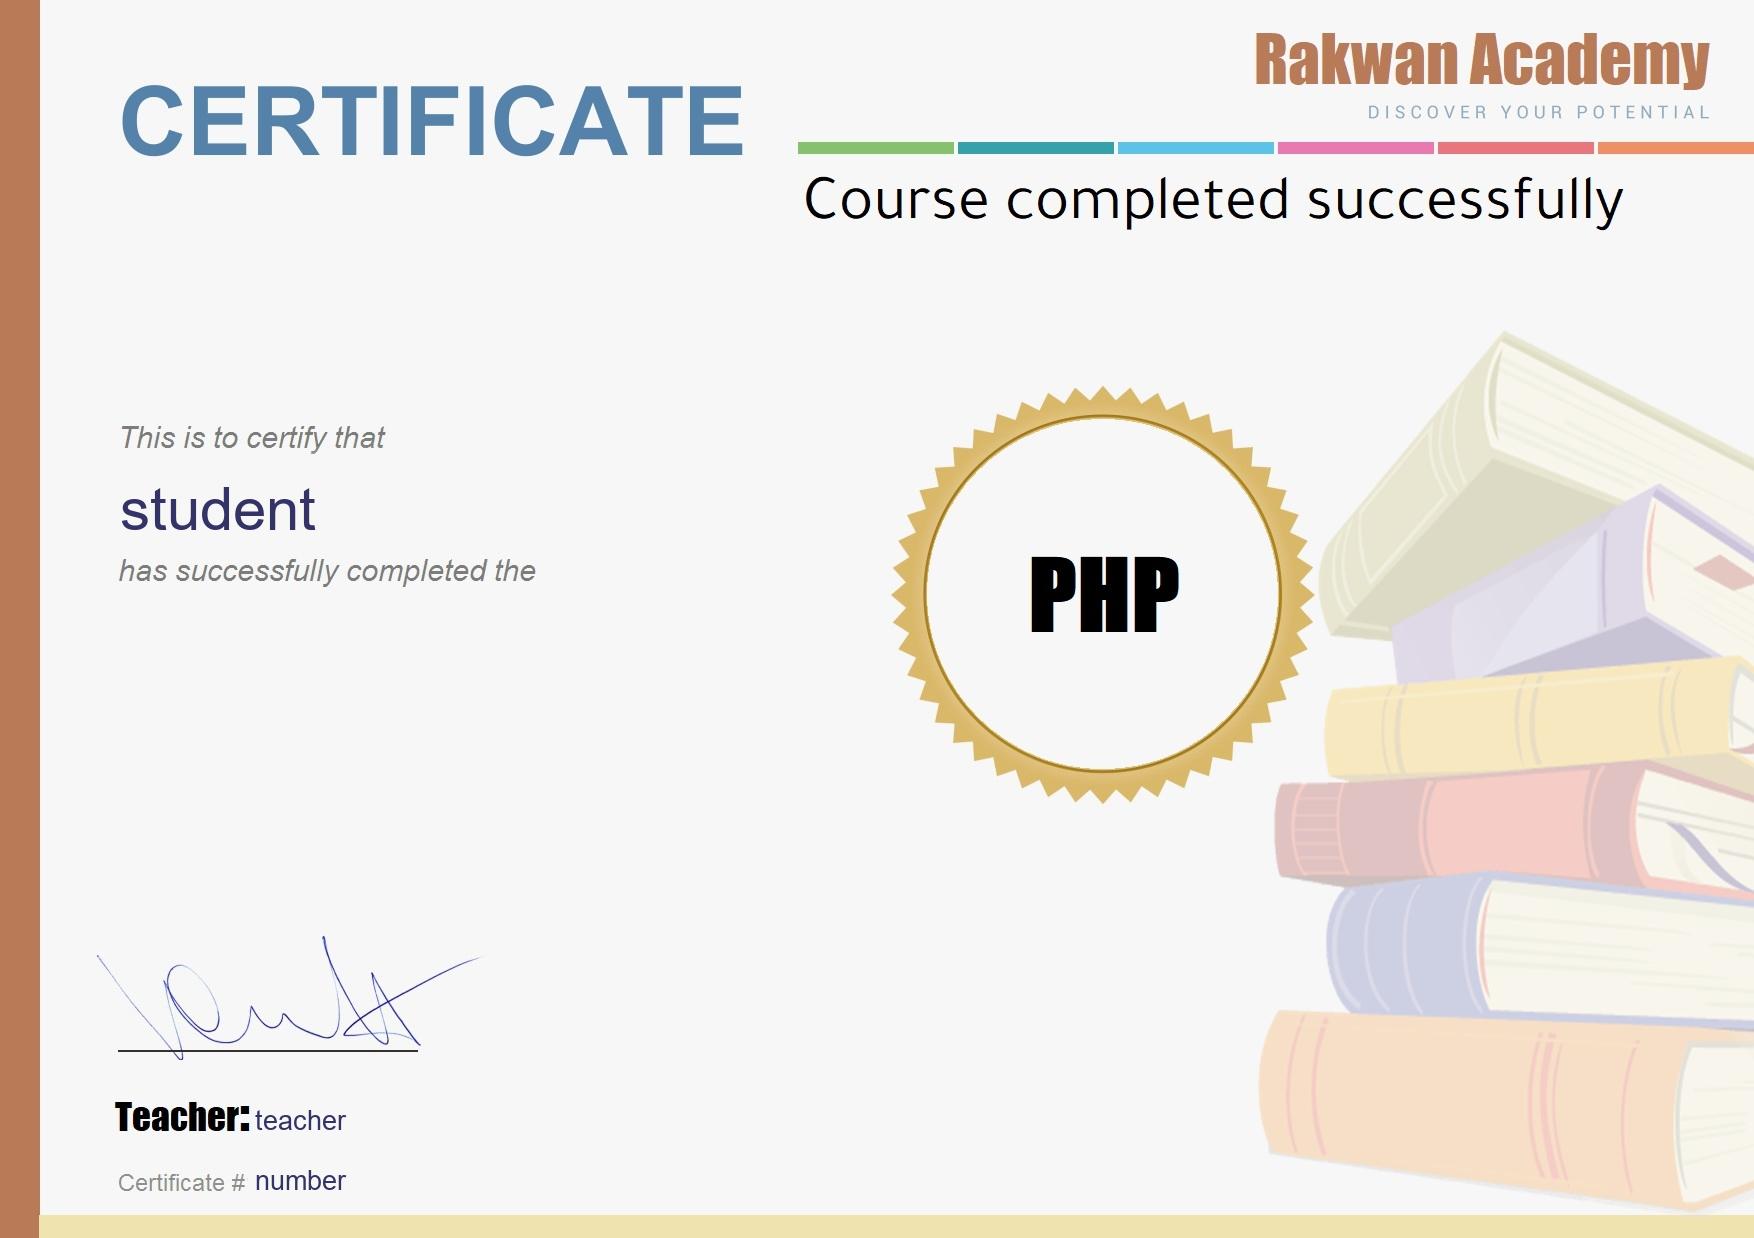 Rakwan Academy
DISCOVER YOUR POTENTIAL
CERTIFICATE
Course completed successfully
This is to certify that
student
has successfully completed the
PHP
Teacher: teacher
Certificate # number